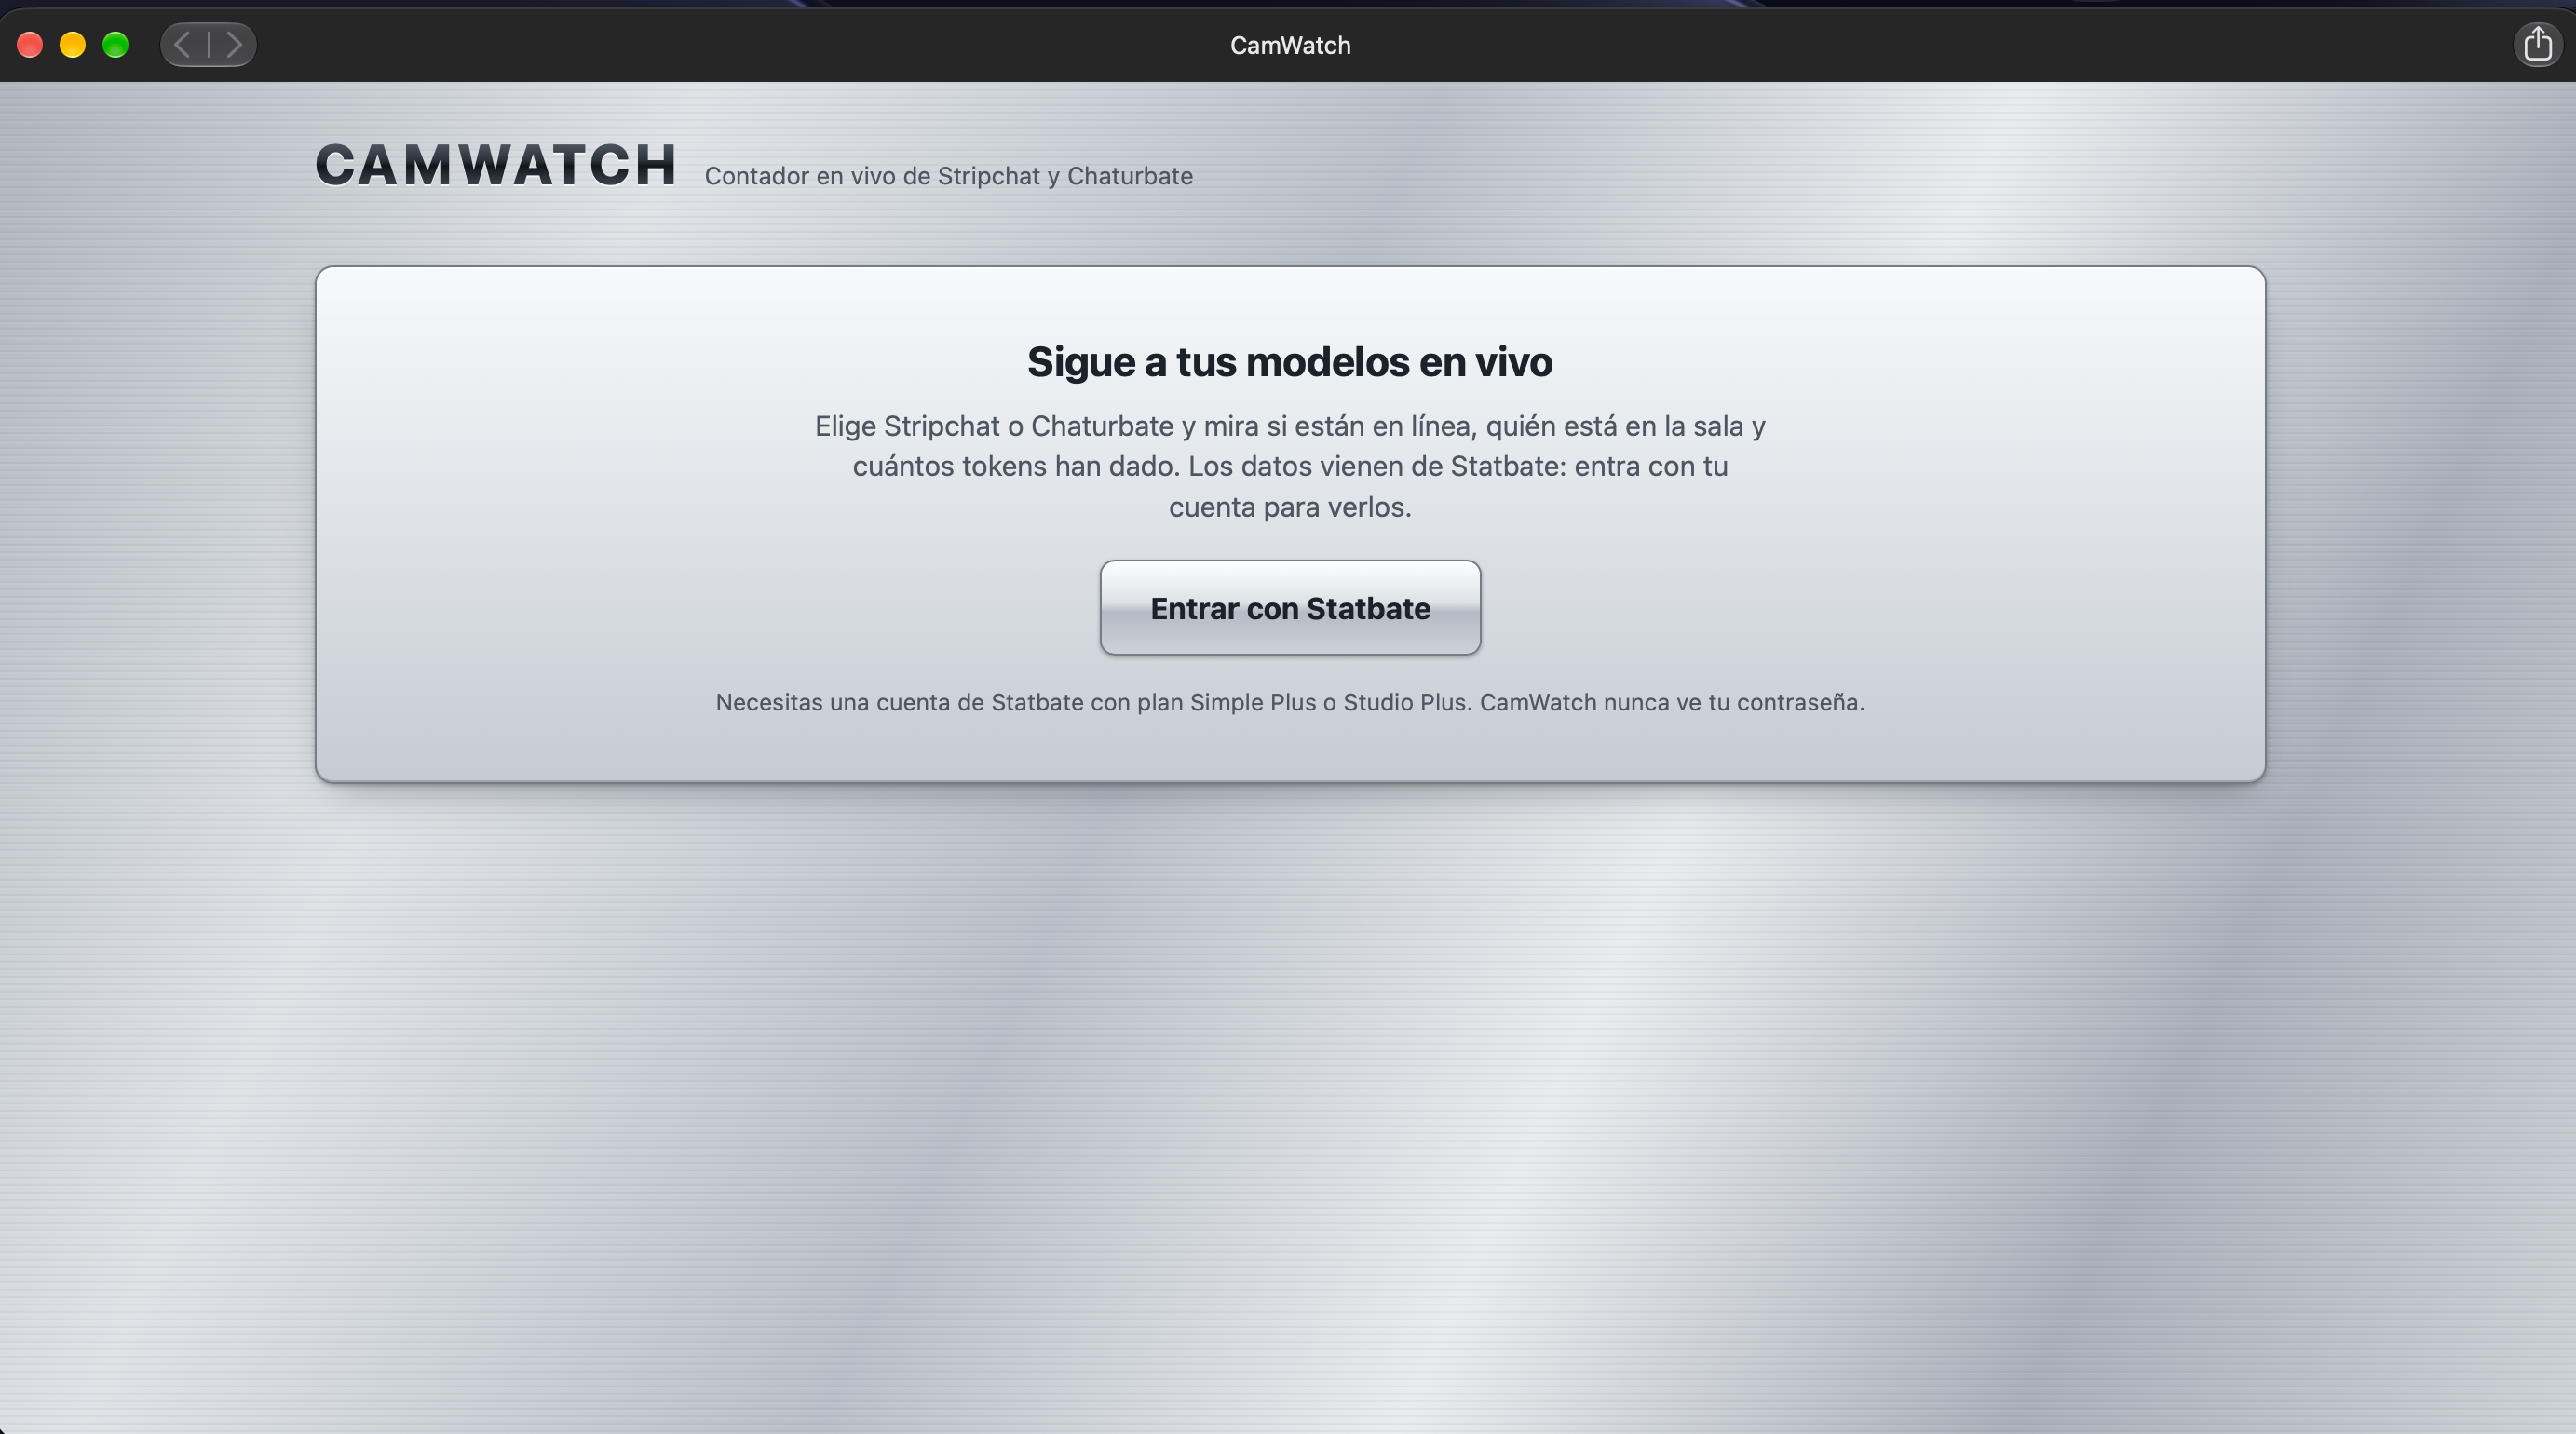 CamWatch
CAMWATCH Contador en vivo de Stripchat y Chaturbate
Sigue a tus modelos en vivo
Elige Stripchat o Chaturbate y mira si están en línea, quién está en la sala y
cuántos tokens han dado. Los datos vienen de Statbate: entra con tu
cuenta para verlos.
Entrar con Statbate
Necesitas una cuenta de Statbate con plan Simple Plus o Studio Plus. CamWatch nunca ve tu contraseña.